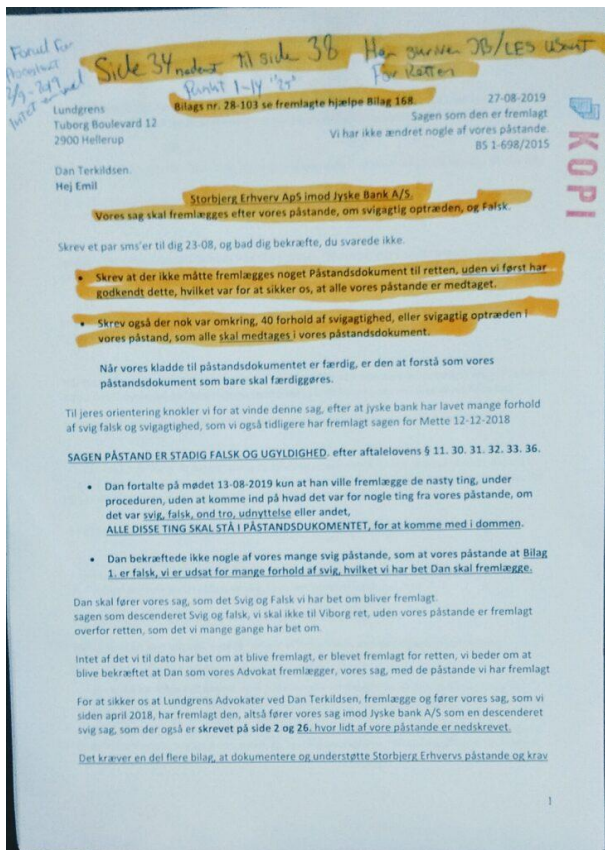 Forud for
2/9-2019
Intet
Side 34 nederst til side 38 Han skriver JB/LES
Punkt 1-14 For Retten
Bilags nr. 28-103 se fremlagte hjælpe Bilag 168.
27-08-2019
Lundgrens
Sagen som den er fremlagt
Tuborg Boulevard 12
Vi har ikke ændret nogle af vores påstande.
2900 Hellerup
BS 1-698/2015
KOPI
Dan Terkildsen.
Hej Emil
Storbjerg Erhverv ApS imod Jyske Bank A/S.
Vores sag skal fremlægges efter vores påstande, om svigagtig optræden, og Falsk.
Skrev et par sms'er til dig 23-08, og bad dig bekræfte, du svarede ikke.
• Skrev at der ikke måtte fremlægges noget Påstandsdokument til retten, uden vi først har
godkendt dette, hvilket var for at sikker os, at alle vores påstande er medtaget.
• Skrev også der nok var omkring, 40 forhold af svigagtighed, eller svigagtig optræden i
vores påstand, som alle skal medtages i vores påstandsdokument.
Når vores kladde til påstandsdokumentet er færdig, er den at forstå som vores
påstandsdokument som bare skal færdiggøres.
Til jeres orientering knokler vi for at vinde denne sag, efter at jyske bank har lavet mange forhold
af svig falsk og svigagtighed, som vi også tidligere har fremlagt sagen for Mette 12-12-2018
SAGEN PÅSTAND ER STADIG FALSK OG UGYLDIGHED. efter aftalelovens § 11. 30. 31. 32. 33. 36.
• Dan fortalte på mødet 13-08-2019 kun at han ville fremlægge de nasty ting, under
proceduren, uden at komme ind på hvad det var for nogle ting fra vores påstande, om
det var svig, falsk, ond tro, udnyttelse eller andet,
ALLE DISSE TING SKAL STÅ I PÅSTANDSDUKOMENTET, for at komme med i dommen.
• Dan bekræftede ikke nogle af vores mange svig påstande, som at vores påstande at Bilag
1. er falsk, vi er udsat for mange forhold af svig, hvilket vi har bet Dan skal fremlægge.
Dan skal fører vores sag, som det Svig og Falsk vi har bet om bliver fremlagt.
sagen som descenderet Svig og falsk, vi skal ikke til Viborg ret, uden vores påstande er fremlagt
overfor retten, som det vi mange gange har bet om.
Intet af det vi til dato har bet om at blive fremlagt, er blevet fremlagt for retten, vi beder om at
blive bekræftet at Dan som vores Advokat fremlægger, vores sag, med de påstande vi har fremlagt
For at sikker os at Lundgrens Advokater ved Dan Terkildsen, fremlægge og fører vores sag, som vi
siden april 2018, har fremlagt den, altså fører vores sag imod Jyske bank A/S som en descenderet
svig sag, som der også er skrevet på side 2 og 26. hvor lidt af vore påstande er nedskrevet.
Det kræver en del flere bilag, at dokumentere og understøtte Storbjerg Erhvervs påstande og krav
1